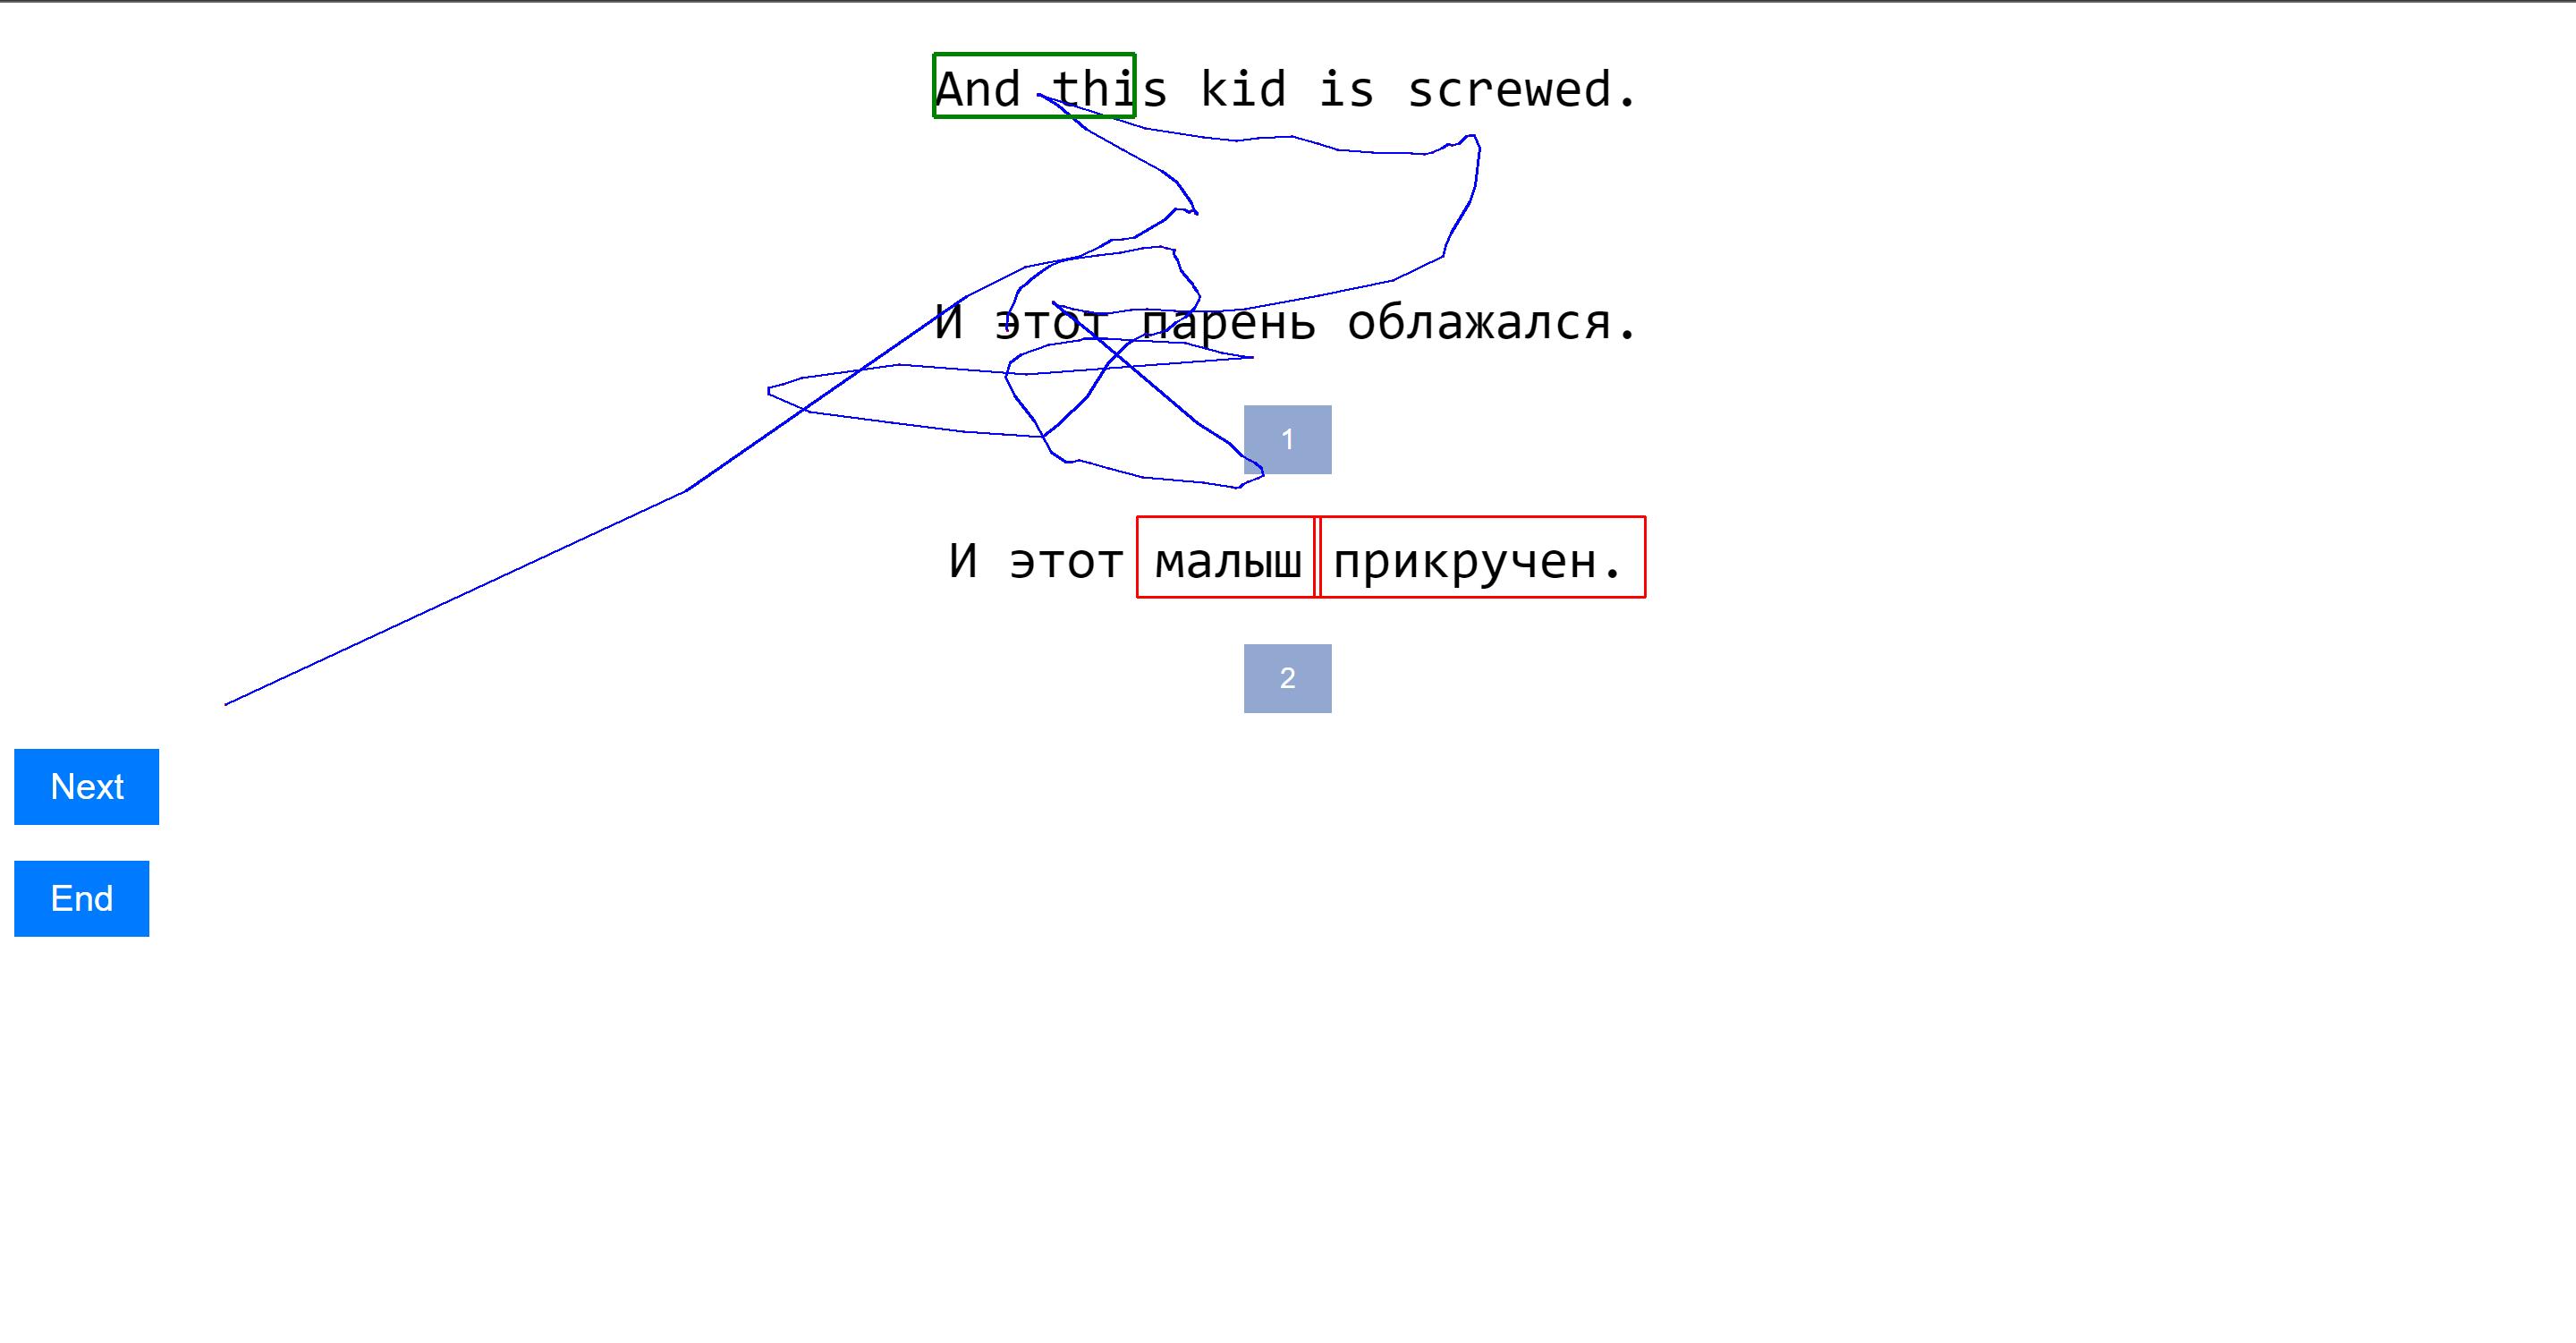 And this kid is screwed.
И этот парень облажался.
1
И этот малыш прикручен.
2
Next
End